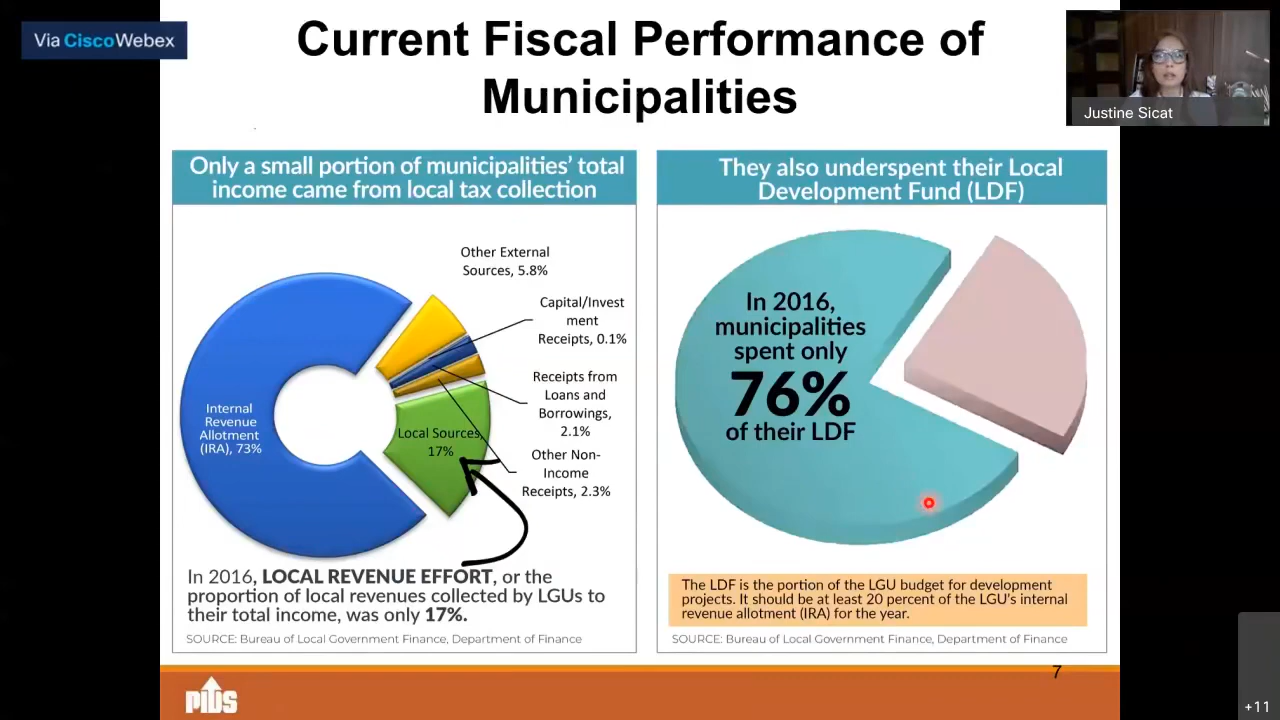 Via CiscoWebex
Current Fiscal Performance of
Municipalities
Justine Sicat
Only a small portion of municipalities' total
income came from local tax collection
Other External
Sources, 5.8%
Capital/Invest
ment
Receipts, 0.1%
Receipts from
Loans and
Borrowings,
2.1%
Other Non-
Income
Receipts, 2.3%
Internal
Revenue
Allotment
(IRA), 73%
Local Sources,
17%
In 2016, LOCAL REVENUE EFFORT, or the
proportion of local revenues collected by LGUs to
their total income, was only 17%.
SOURCE: Bureau of Local Government Finance, Department of Finance
They also underspent their Local
Development Fund (LDF)
In 2016,
municipalities
spent only
76%
of their LDF
The LDF is the portion of the LGU budget for development
projects. It should be at least 20 percent of the LGU's internal
revenue allotment (IRA) for the year.
SOURCE: Bureau of Local Government Finance, Department of Finance
7
PIDS
+11